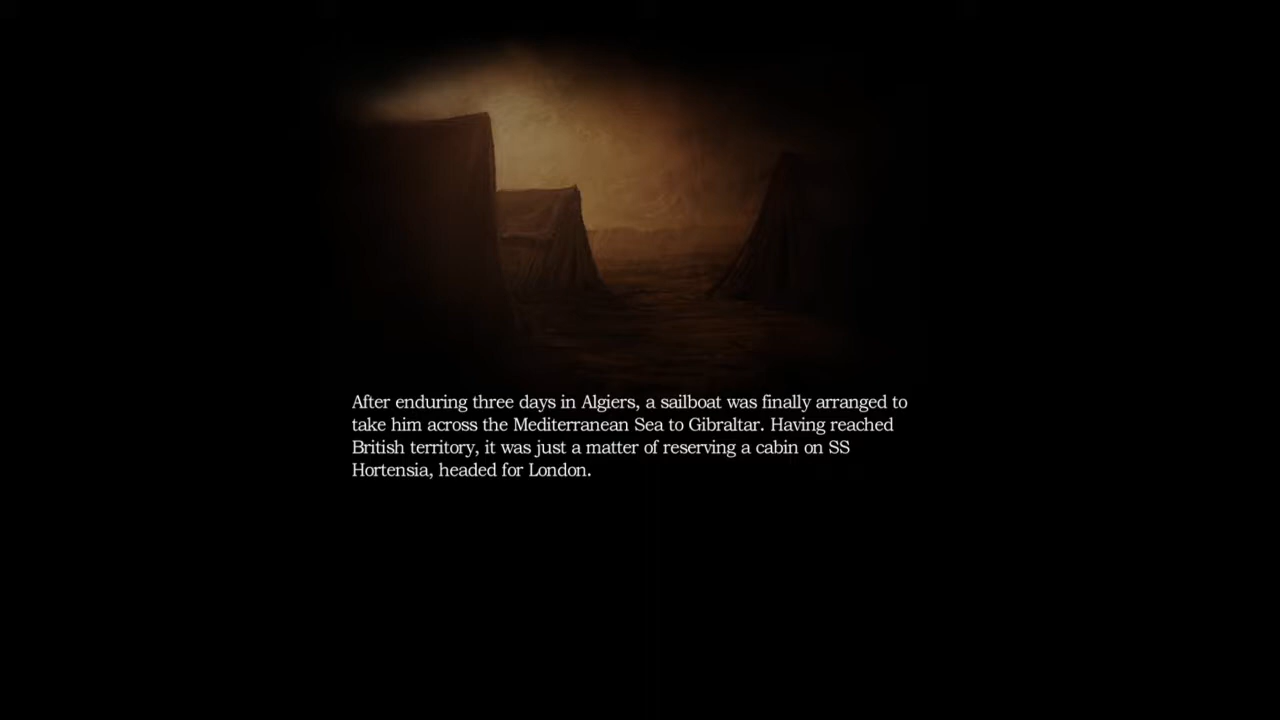 After enduring three days in Algiers, a sailboat was finally arranged to
take him across the Mediterranean Sea to Gibraltar. Having reached
British territory, it was just a matter of reserving a cabin on SS
Hortensia, headed for London.